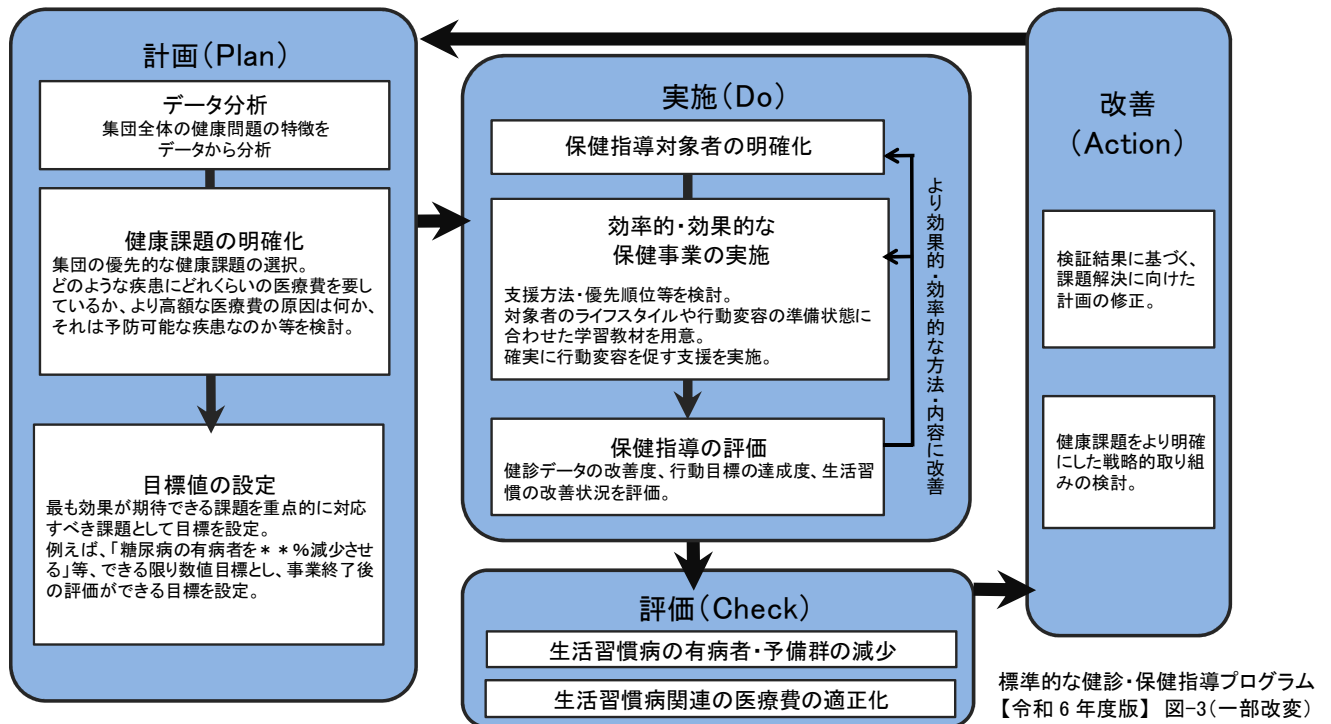 計画(Plan)
データ分析
集団全体の健康問題の特徴を
データから分析
健康課題の明確化
集団の優先的な健康課題の選択。
どのような疾患にどれくらいの医療費を要し
ているか、より高額な医療費の原因は何か、
それは予防可能な疾患なのか等を検討。
目標値の設定
最も効果が期待できる課題を重点的に対応
すべき課題として目標を設定。
例えば、「糖尿病の有病者を＊＊%減少させ
る」等、できる限り数値目標とし、事業終了後
の評価ができる目標を設定。
実施(Do)
保健指導対象者の明確化
効率的・効果的な
保健事業の実施
支援方法・優先順位等を検討。
対象者のライフスタイルや行動変容の準備状態に
合わせた学習教材を用意。
確実に行動変容を促す支援を実施。
保健指導の評価
健診データの改善度、行動目標の達成度、生活習
慣の改善状況を評価。
より効果的・効率的な方法・内容に改善
評価(Check)
生活習慣病の有病者・予備群の減少
生活習慣病関連の医療費の適正化
改善
(Action)
検証結果に基づく、
課題解決に向けた
計画の修正。
健康課題をより明確
にした戦略的取り組
みの検討。
標準的な健診・保健指導プログラム
【令和６年度版】 図-3(一部改変)